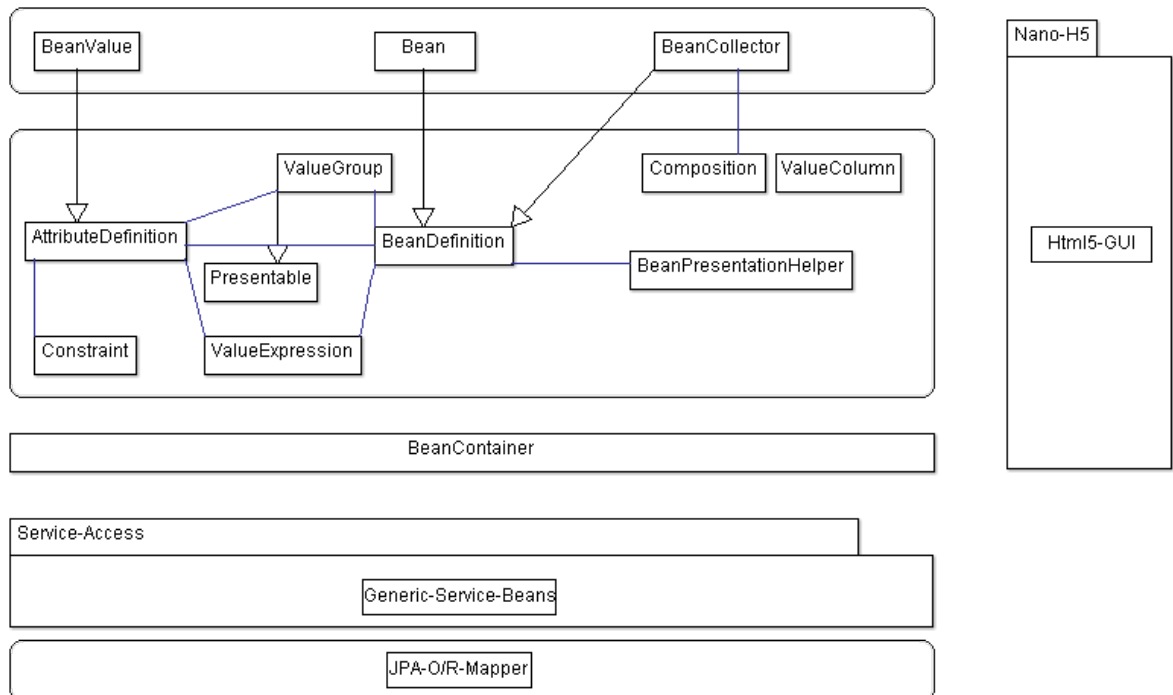 BeanValue
Bean
BeanCollector
Nano-H5
ValueGroup
Composition
ValueColumn
AttributeDefinition
BeanDefinition
Html5-GUI
Presentable
BeanPresentationHelper
Constraint
ValueExpression
BeanContainer
Service-Access
Generic-Service-Beans
JPA-O/R-Mapper